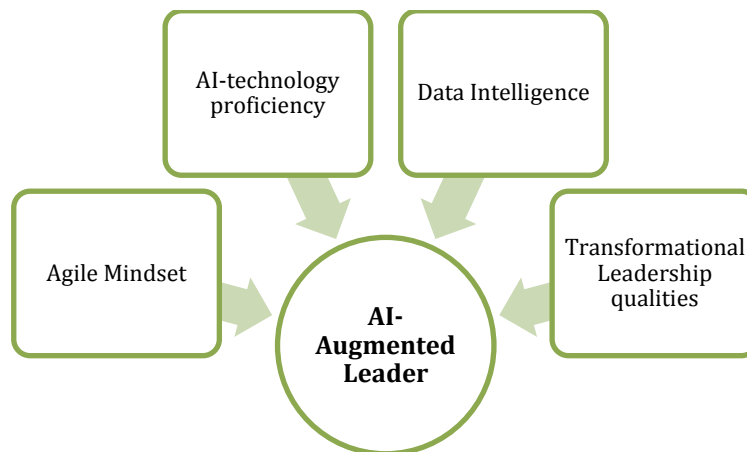 AI-technology
proficiency
Data Intelligence
Agile Mindset
Transformational
Leadership
qualities
AI-
Augmented
Leader